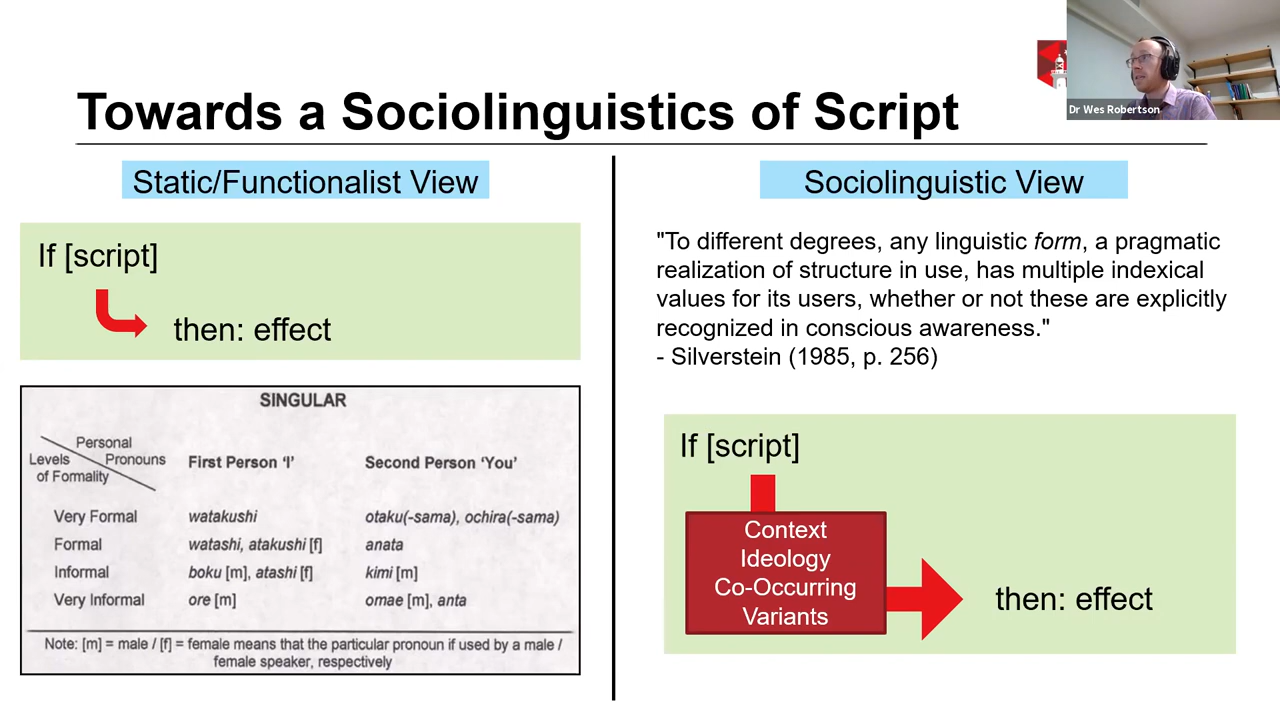 Towards a Sociolinguistics of Script
Dr Wes Robertson
Static/Functionalist View
If [script]
then: effect
SINGULAR
Personal
Levels Pronouns First Person 'I' Second Person 'You'
of Formality
Very Formal watakushi otaku(-sama), ochira(-sama)
Formal watashi, atakushi [f] anata
Informal boku [m], atashi [f] kimi [m]
Very Informal ore [m] omae [m], anta
Note: [m] = male / [f] = female means that the particular pronoun if used by a male /
female speaker, respectively
Sociolinguistic View
"To different degrees, any linguistic form, a pragmatic
realization of structure in use, has multiple indexical
values for its users, whether or not these are explicitly
recognized in conscious awareness."
- Silverstein (1985, p. 256)
If [script]
Context
Ideology
Co-Occurring
Variants
then: effect